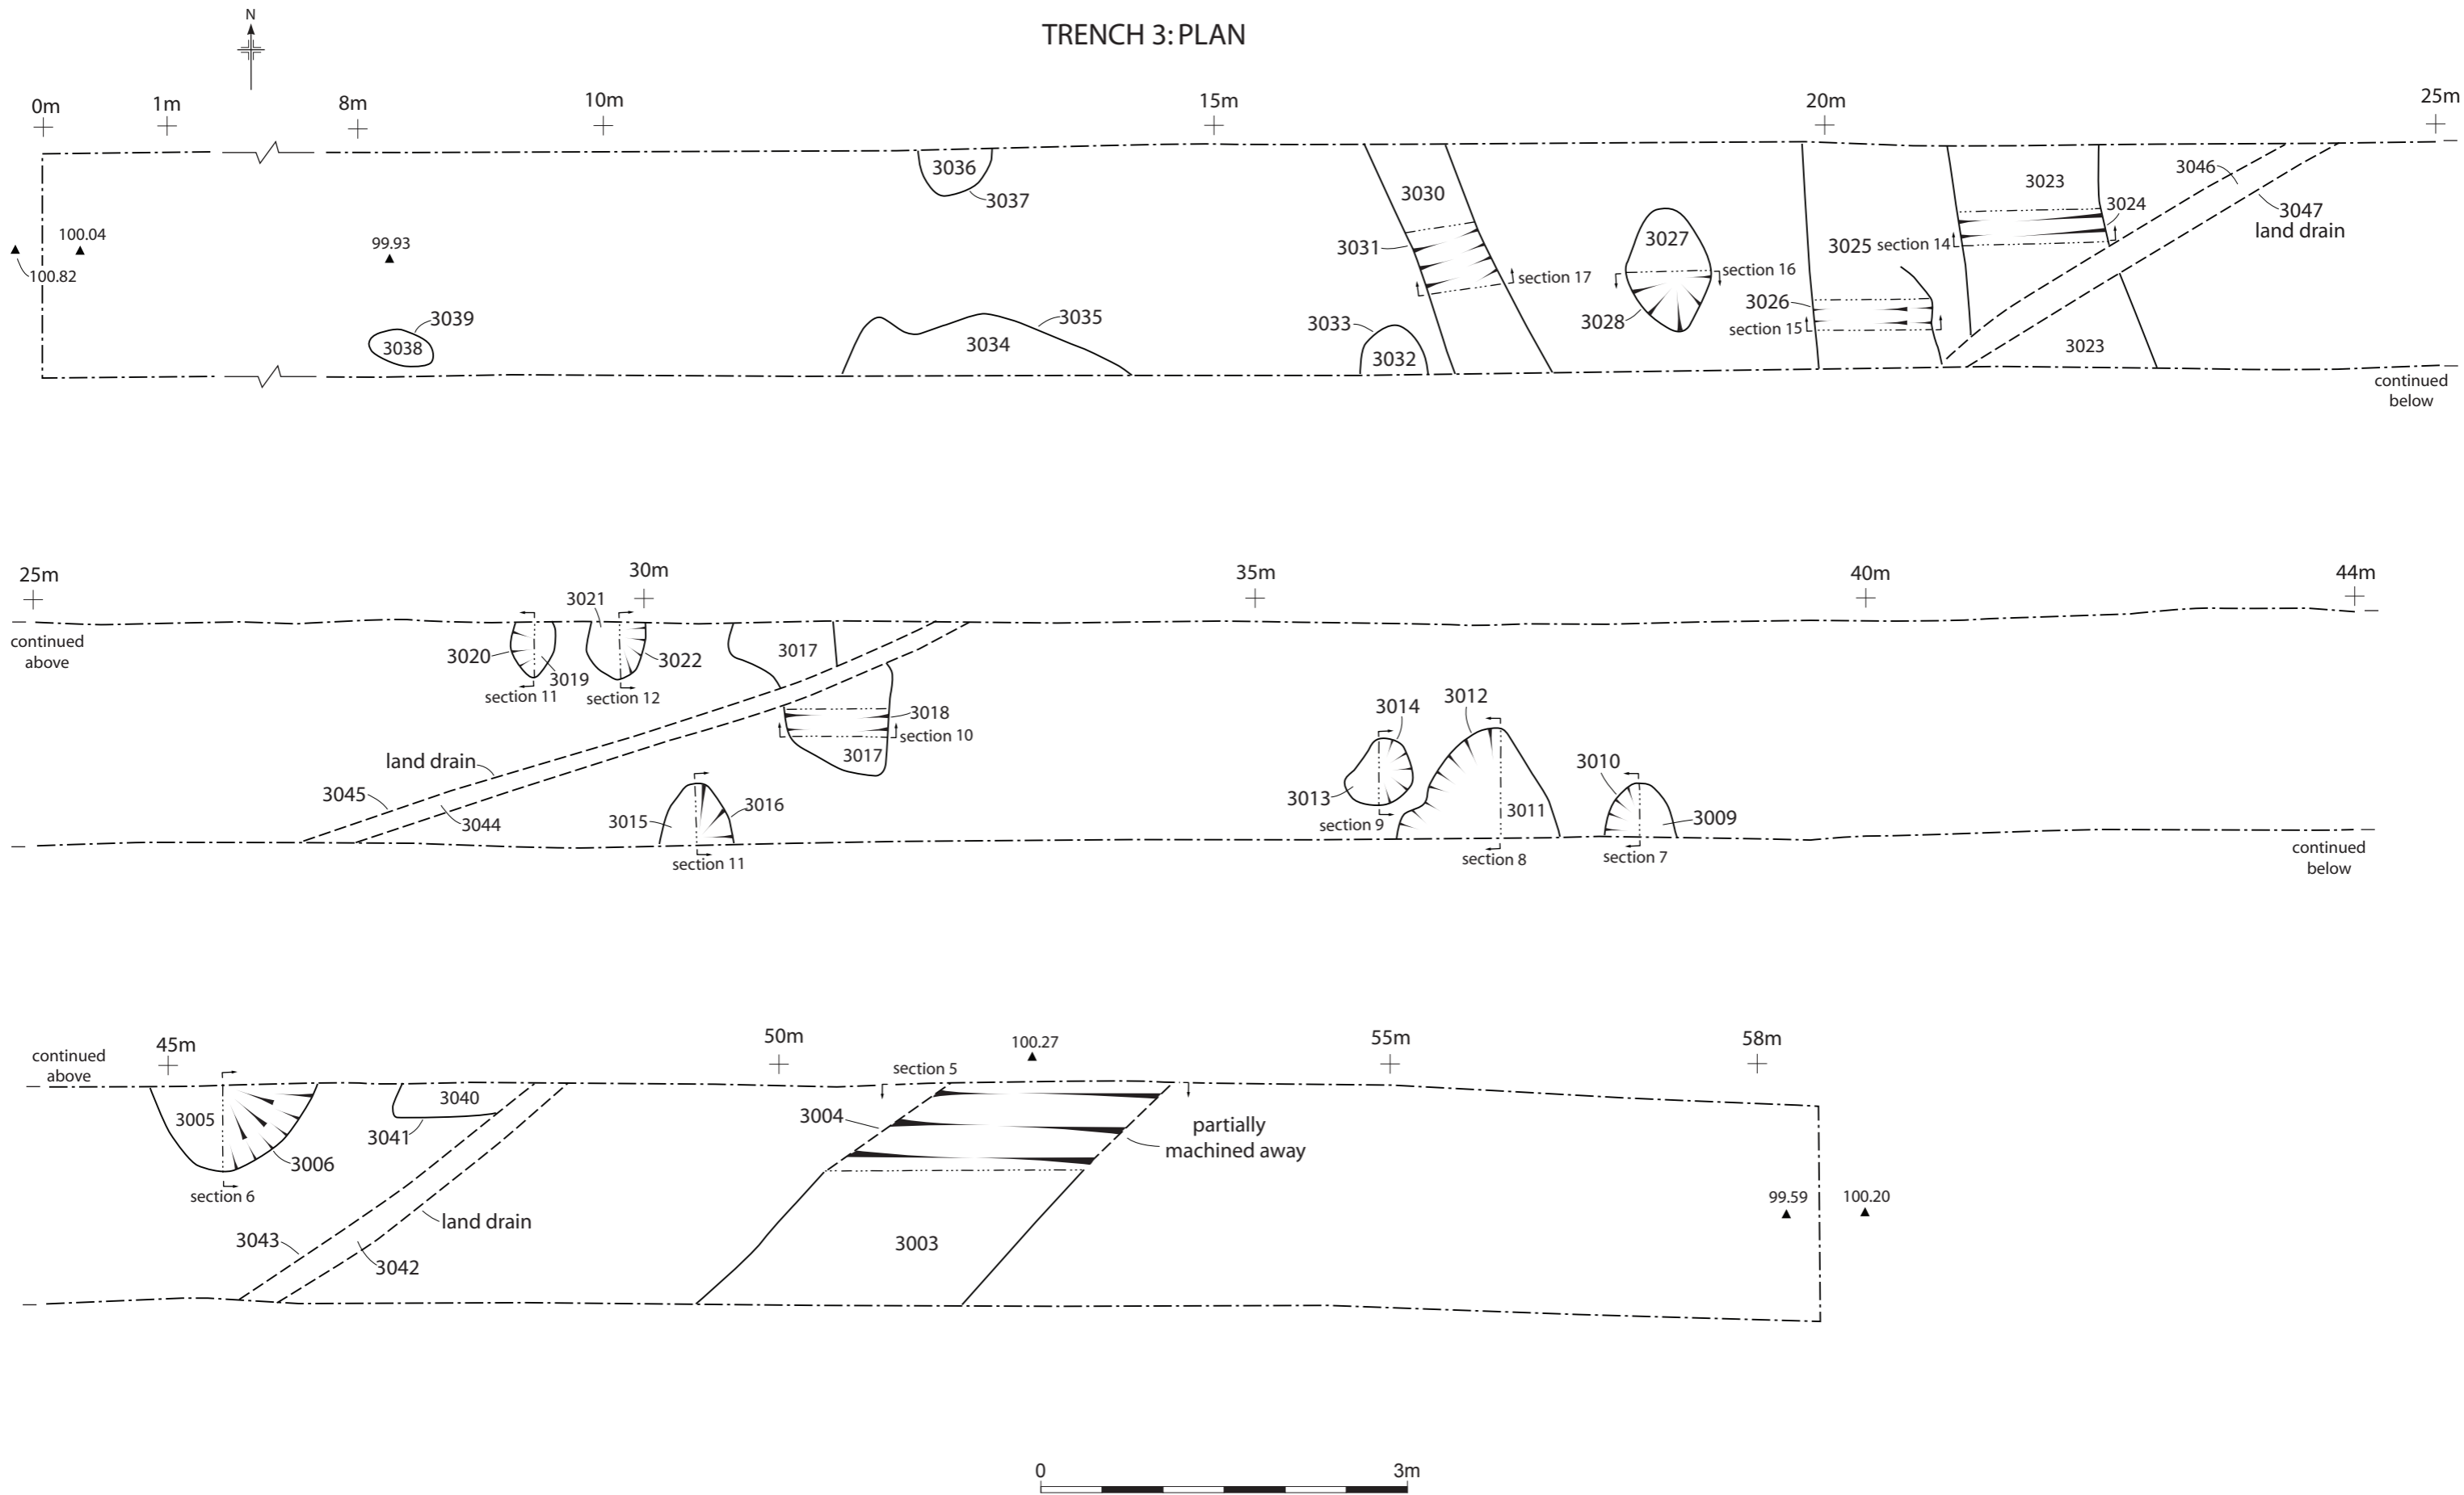 N
TRENCH 3: PLAN
0m
1m
8m
10m
15m
20m
25m
3036
3037
3030
3046
3023
3024
3047
land drain
100.04
99.93
100.82
3031
section 17
3027
section 16
3025
section 14
3026
3028
section 15
3039
3038
3035
3034
3033
3032
3023
continued
below
25m
30m
35m
40m
44m
continued
above
3021
3020
3019
section 11
3022
section 12
3017
3018
section 10
3017
land drain
3045
3044
3015
3016
section 11
3014
3012
3013
section 9
3011
section 8
3010
3009
section 7
continued
below
continued
above
45m
50m
55m
58m
100.27
section 5
3005
3006
section 6
3040
3041
3004
partially
machined away
land drain
3043
3042
3003
99.59
100.20
0
3m